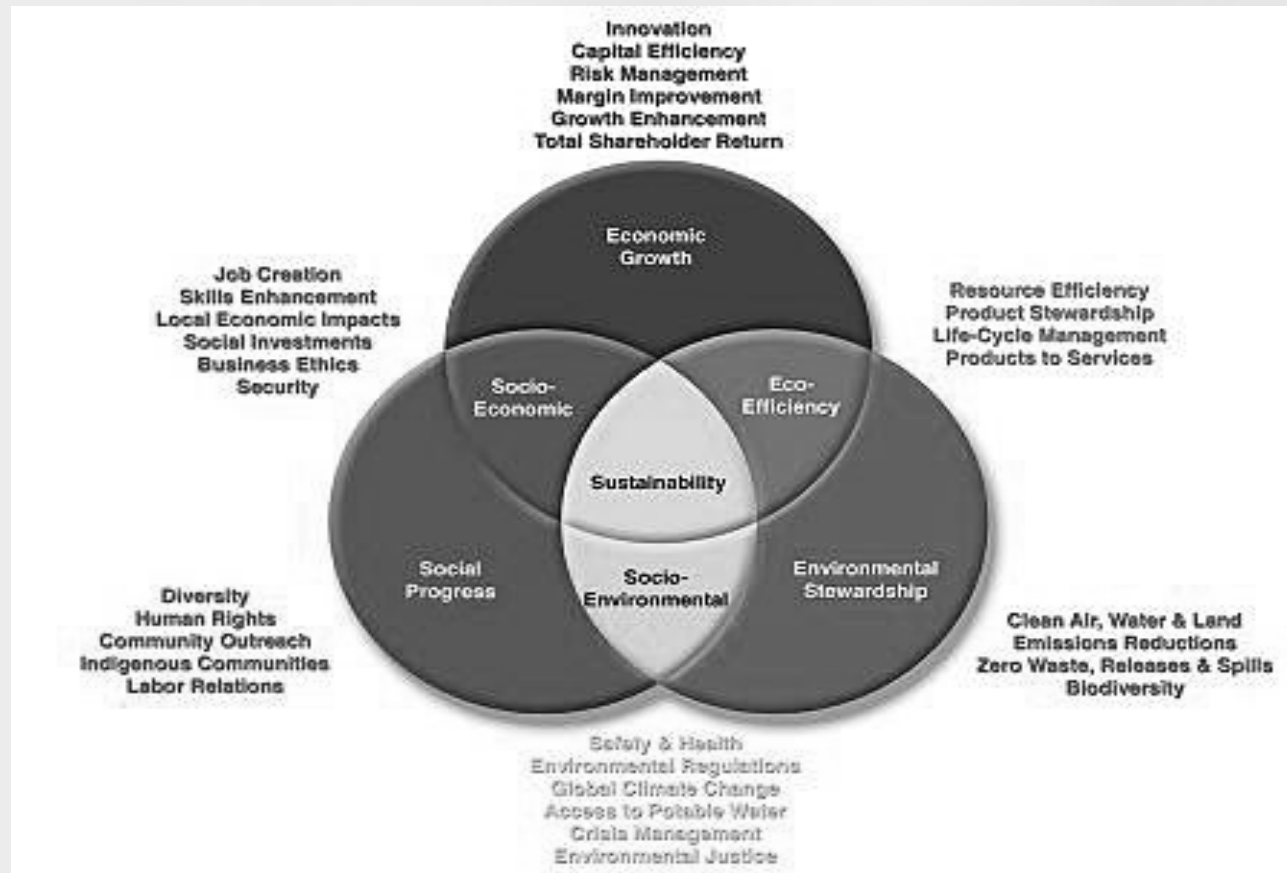 Innovation
Capital Efficiency
Risk Management
Margin Improvement
Growth Enhancement
Total Shareholder Return
Economic
Growth
Job Creation
Skills Enhancement
Local Economic Impacts
Social Investments
Business Ethics
Security
Resource Efficiency
Product Stewardship
Life-Cycle Management
Products to Services
Socio-
Economic
Eco-
Efficiency
Sustainability
Social
Progress
Socio-
Environmental
Environmental
Stewardship
Diversity
Human Rights
Community Outreach
Indigenous Communities
Labor Relations
Clean Air, Water & Land
Emissions Reductions
Zero Waste, Releases & Spills
Biodiversity
Safety & Health
Environmental Regulations
Global Climate Change
Access to Potable Water
Crisis Management
Environmental Justice